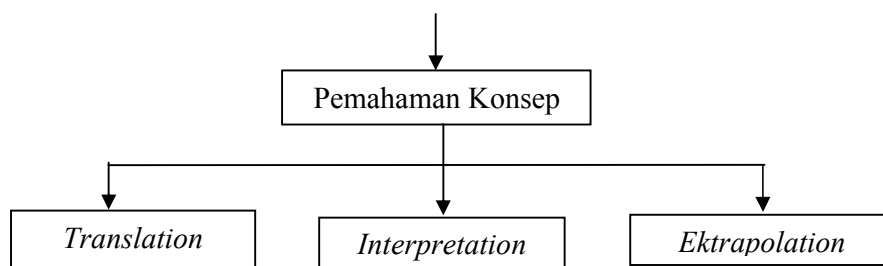 Pemahaman Konsep
Translation
Interpretation
Ektrapolation